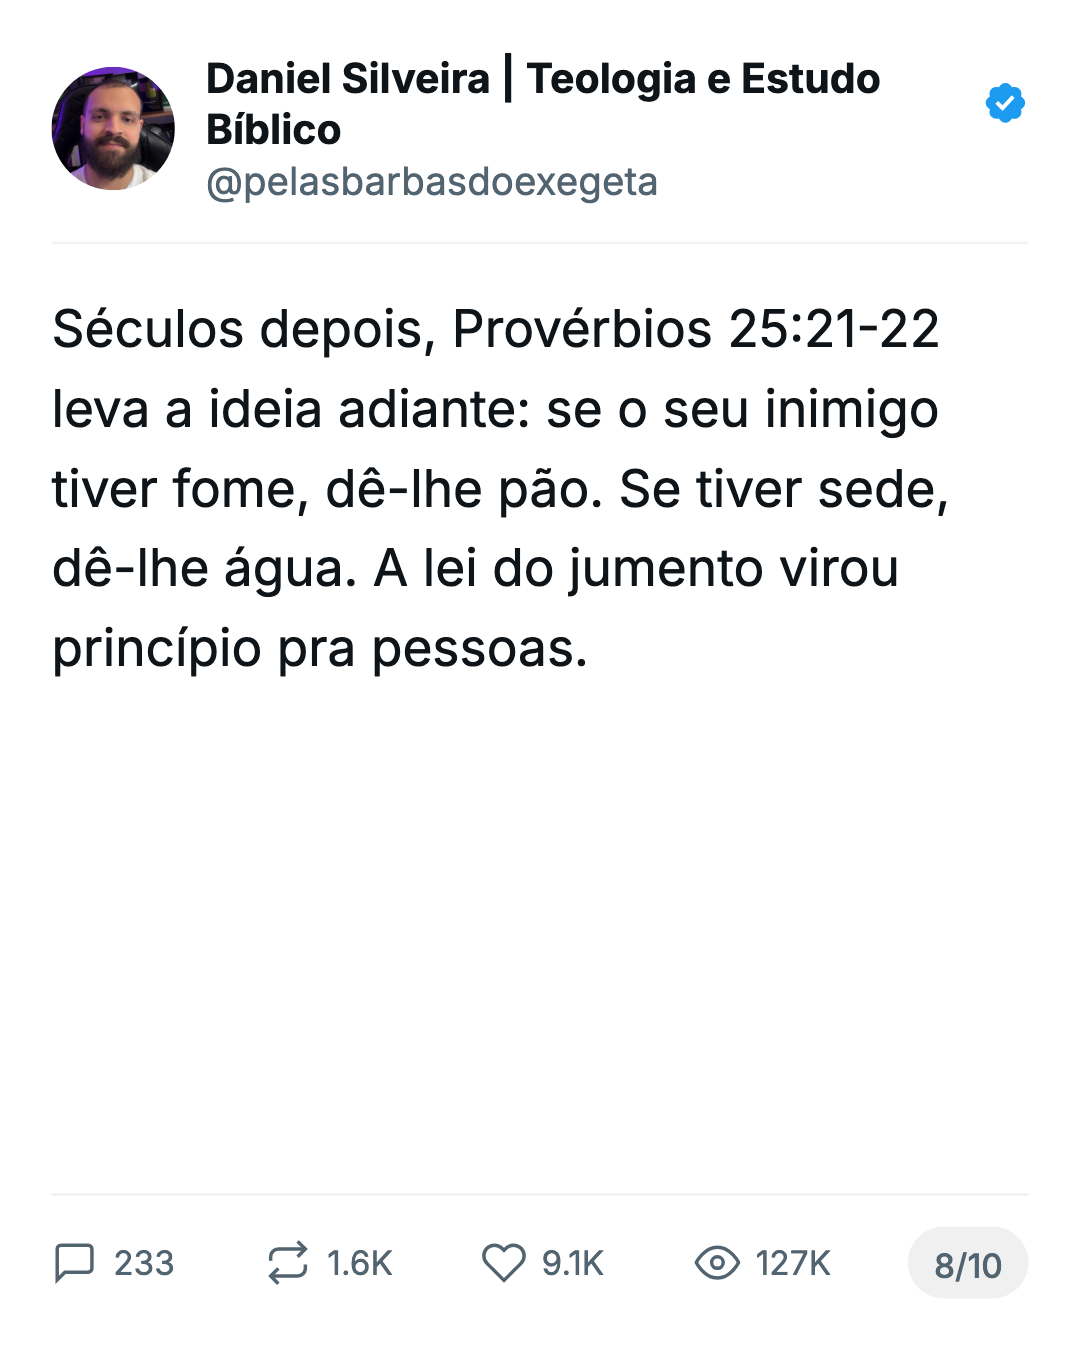 Daniel Silveira | Teologia e Estudo
Bíblico
@pelasbarbasdoexegeta
Séculos depois, Provérbios 25:21-22
leva a ideia adiante: se o seu inimigo
tiver fome, dê-lhe pão. Se tiver sede,
dê-lhe água. A lei do jumento virou
princípio pra pessoas.
233 1.6K 9.1K 127K 8/10